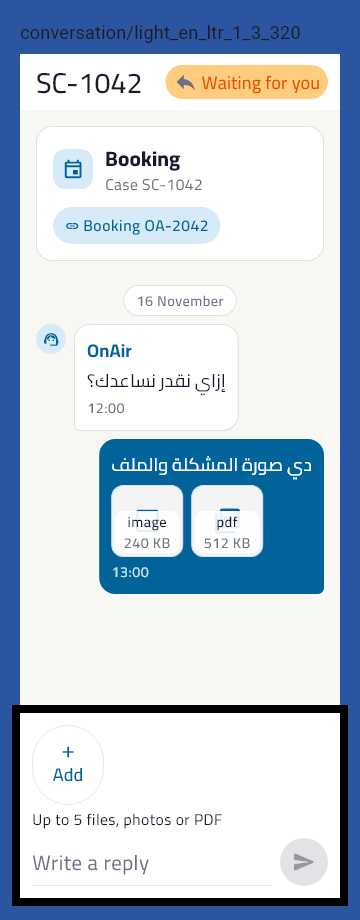 conversation/light_en_ltr_1_3_320
SC-1042
Waiting for you
Booking
Case SC-1042
Booking OA-2042
16 November
OnAir
إزاي نقدر نساعدك؟
12:00
دي صورة المشكلة والملف
image
240 KB
pdf
512 KB
13:00
+
Add
Up to 5 files, photos or PDF
Write a reply